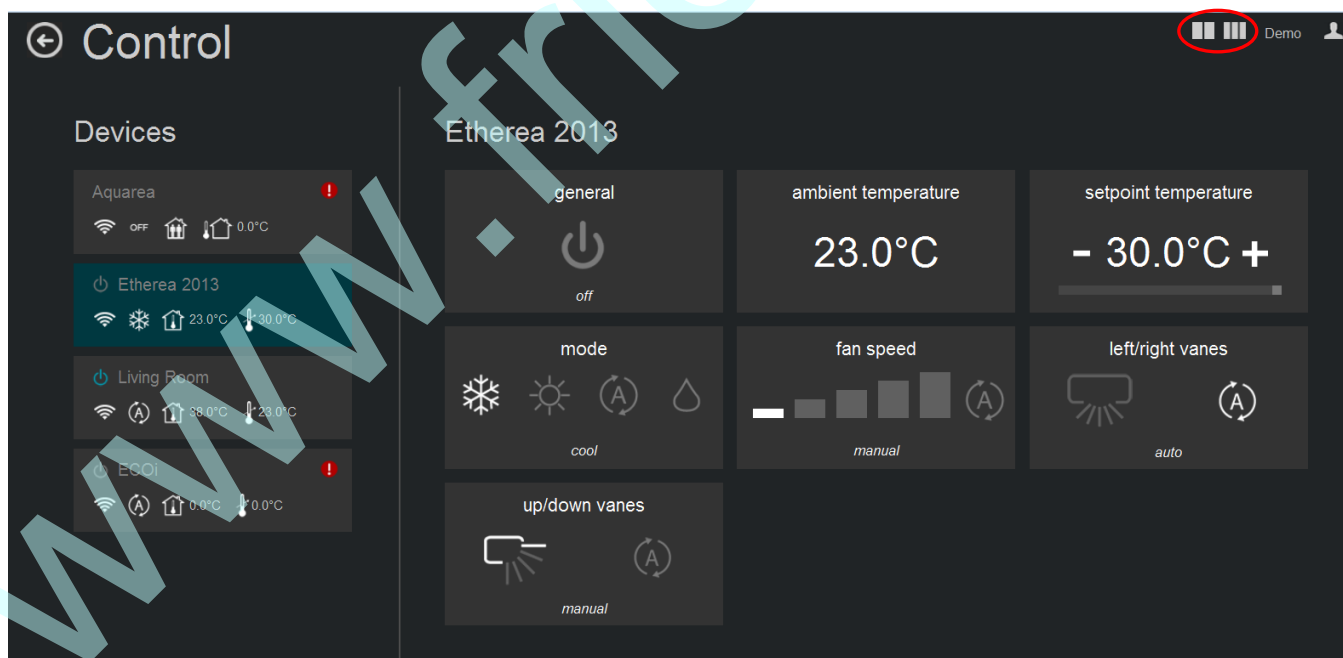 Control
Demo
Devices
Aquarea
OFF
0.0°C
Etherea 2013
23.0°C 30.0°C
Living Room
A 38.0°C 23.0°C
ECOi
A 0.0°C 0.0°C
Etherea 2013
general
off
ambient temperature
23.0°C
setpoint temperature
- 30.0°C +
mode
A
cool
fan speed
A
manual
left/right vanes
A
auto
up/down vanes
A
manual
www.frie